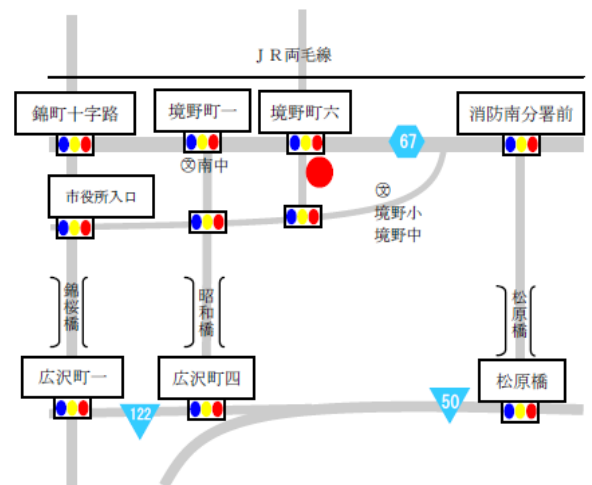 JR両毛線
錦町十字路
境野町一
境野町六
消防南分署前
67
文南中
市役所入口
文
境野小
境野中
錦桜橋
昭和橋
松原橋
広沢町一
広沢町四
松原橋
122
50